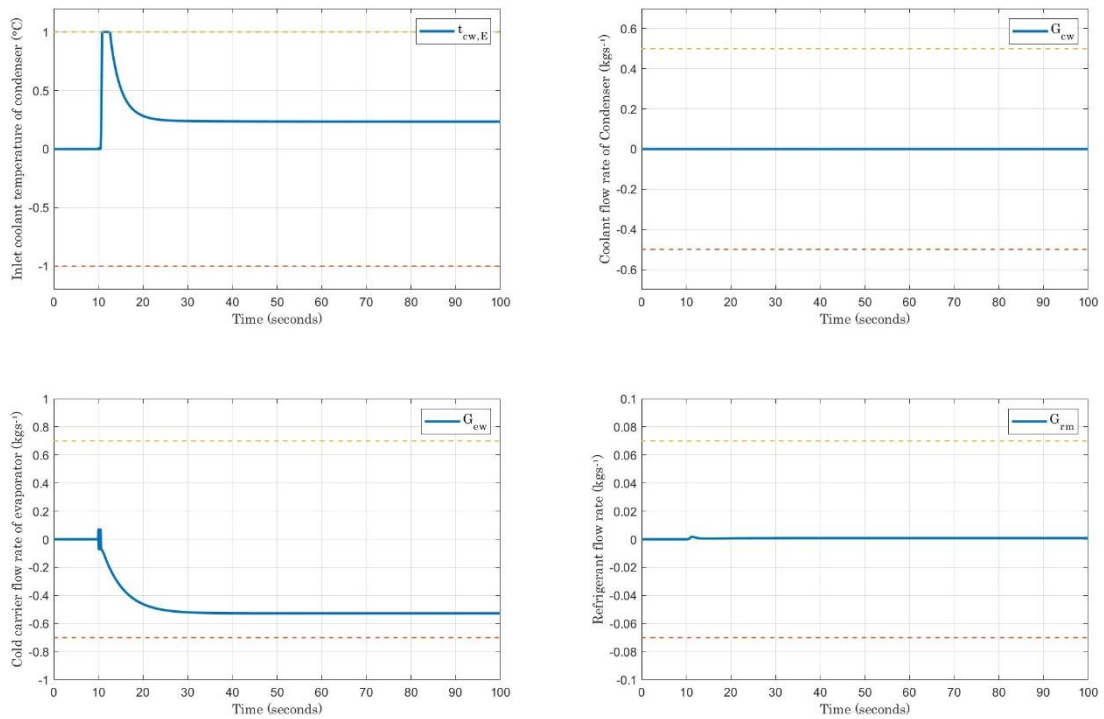 Inlet coolant temperature of condenser (°C)
1
0.5
0
-0.5
-1
t_cw,E
0 10 20 30 40 50 60 70 80 90 100
Time (seconds)
Coolant flow rate of Condenser (kgs⁻¹)
0.6
0.4
0.2
0
-0.2
-0.4
-0.6
G_cw
0 10 20 30 40 50 60 70 80 90 100
Time (seconds)
Cold carrier flow rate of evaporator (kgs⁻¹)
1
0.8
0.6
0.4
0.2
0
-0.2
-0.4
-0.6
-0.8
-1
G_ew
0 10 20 30 40 50 60 70 80 90 100
Time (seconds)
Refrigerant flow rate (kgs⁻¹)
0.1
0.08
0.06
0.04
0.02
0
-0.02
-0.04
-0.06
-0.08
-0.1
G_rm
0 10 20 30 40 50 60 70 80 90 100
Time (seconds)